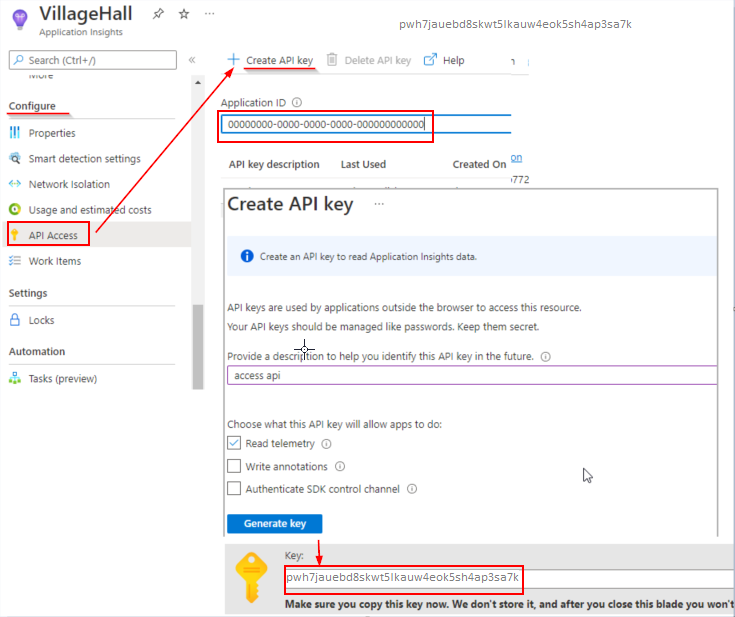 VillageHall
Application Insights
pwh7jauebd8skwt5lkauw4eok5sh4ap3sa7k
Search (Ctrl+/)
More
Configure
Properties
Smart detection settings
Network Isolation
Usage and estimated costs
API Access
Work Items
Settings
Locks
Automation
Tasks (preview)
Create API key
Delete API key
Help
Application ID
00000000-0000-0000-0000-000000000000
API key description Last Used Created On
Create API key
Create an API key to read Application Insights data.
API keys are used by applications outside the browser to access this resource.
Your API keys should be managed like passwords. Keep them secret.
Provide a description to help you identify this API key in the future.
access api
Choose what this API key will allow apps to do:
Read telemetry
Write annotations
Authenticate SDK control channel
Generate key
Key:
pwh7jauebd8skwt5lkauw4eok5sh4ap3sa7k
Make sure you copy this key now. We don't store it, and after you close this blade you won't